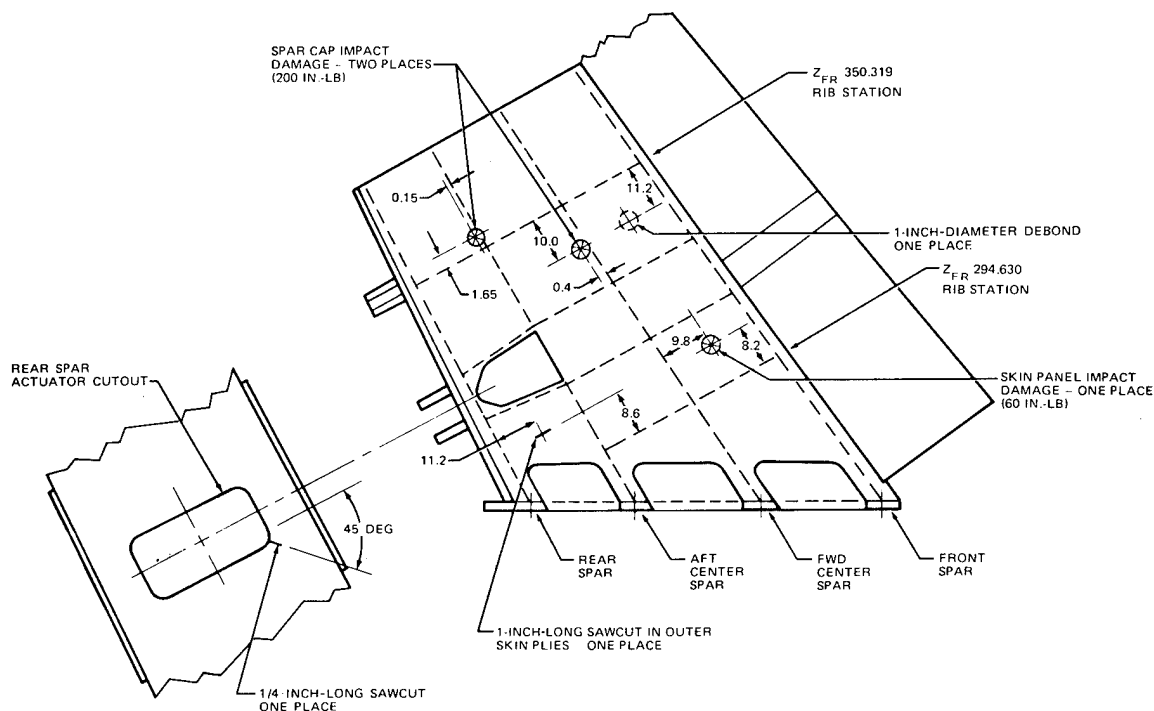 SPAR CAP IMPACT
DAMAGE - TWO PLACES
(200 IN.-LB)
Z_FR 350.319
RIB STATION
0.15
11.2
10.0
1-INCH-DIAMETER DEBOND
ONE PLACE
Z_FR 294.630
RIB STATION
1.65
0.4
9.8
8.2
REAR SPAR
ACTUATOR CUTOUT
SKIN PANEL IMPACT
DAMAGE - ONE PLACE
(60 IN.-LB)
8.6
11.2
45 DEG
REAR
SPAR
AFT
CENTER
SPAR
FWD
CENTER
SPAR
FRONT
SPAR
1-INCH-LONG SAWCUT IN OUTER
SKIN PLIES ONE PLACE
1/4-INCH-LONG SAWCUT
ONE PLACE